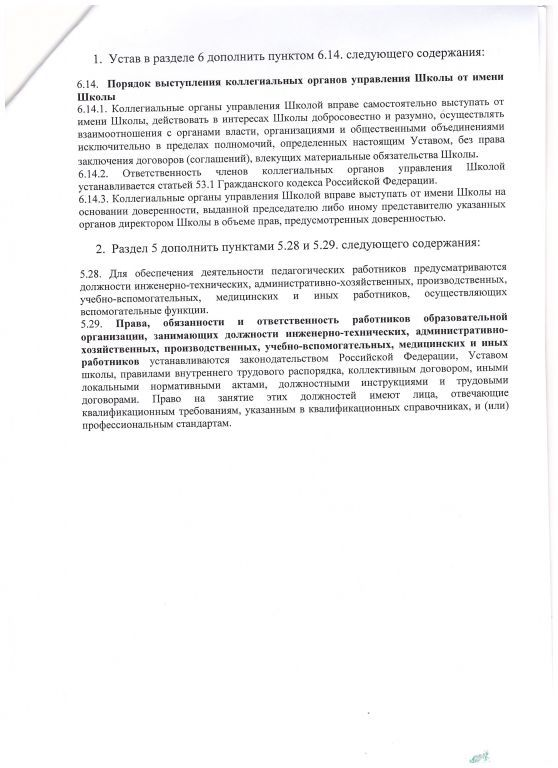 1. Устав в разделе 6 дополнить пунктом 6.14. следующего содержания:
6.14. Порядок выступления коллегиальных органов управления Школы от имени
Школы
6.14.1. Коллегиальные органы управления Школой вправе самостоятельно выступать от
имени Школы, действовать в интересах Школы добросовестно и разумно, осуществлять
взаимоотношения с органами власти, организациями и общественными объединениями
исключительно в пределах полномочий, определенных настоящим Уставом, без права
заключения договоров (соглашений), влекущих материальные обязательства Школы.
6.14.2. Ответственность членов коллегиальных органов управления Школой
устанавливается статьей 53.1 Гражданского кодекса Российской Федерации.
6.14.3. Коллегиальные органы управления Школой вправе выступать от имени Школы на
основании доверенности, выданной председателю либо иному представителю указанных
органов директором Школы в объеме прав, предусмотренных доверенностью.
2. Раздел 5 дополнить пунктами 5.28 и 5.29. следующего содержания:
5.28. Для обеспечения деятельности педагогических работников предусматриваются
должности инженерно-технических, административно-хозяйственных, производственных,
учебно-вспомогательных, медицинских и иных работников, осуществляющих
вспомогательные функции.
5.29. Права, обязанности и ответственность работников образовательной
организации, занимающих должности инженерно-технических, административно-
хозяйственных, производственных, учебно-вспомогательных, медицинских и иных
работников устанавливаются законодательством Российской Федерации, Уставом
школы, правилами внутреннего трудового распорядка, коллективным договором, иными
локальными нормативными актами, должностными инструкциями и трудовыми
договорами. Право на занятие этих должностей имеют лица, отвечающие
квалификационным требованиям, указанным в квалификационных справочниках, и (или)
профессиональным стандартам.